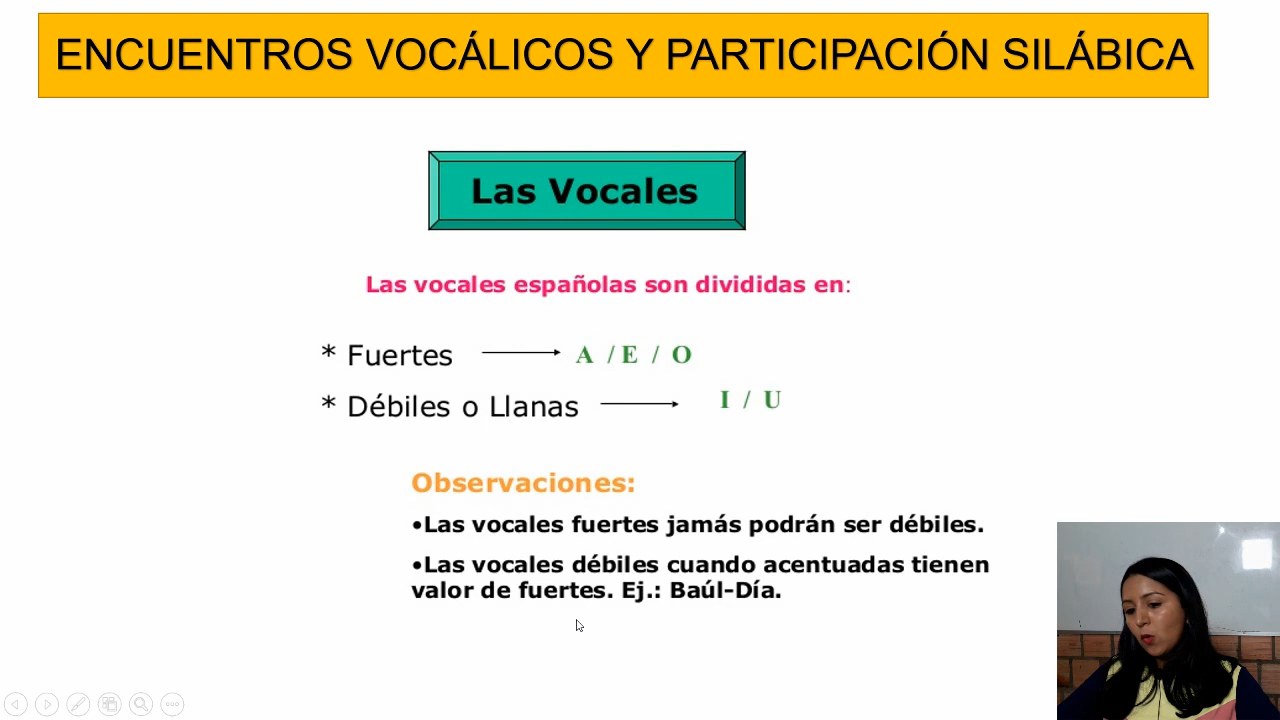 ENCUENTROS VOCÁLICOS Y PARTICIPACIÓN SILÁBICA
Las Vocales
Las vocales españolas son divididas en:
* Fuertes A / E / O
* Débiles o Llanas I / U
Observaciones:
•Las vocales fuertes jamás podrán ser débiles.
•Las vocales débiles cuando acentuadas tienen
valor de fuertes. Ej.: Baúl-Día.